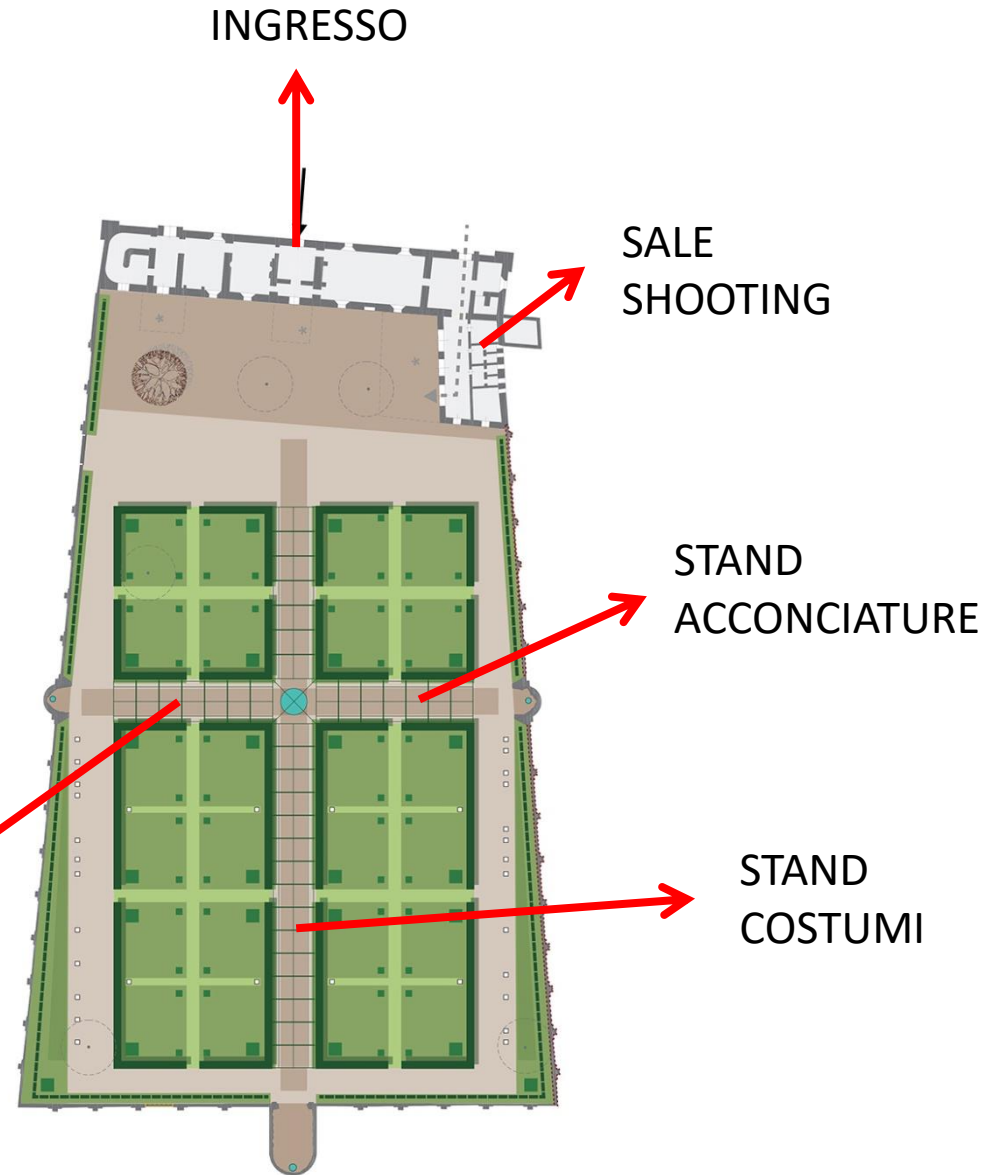 INGRESSO
SALE
SHOOTING
STAND
ACCONCIATURE
STAND
COSTUMI